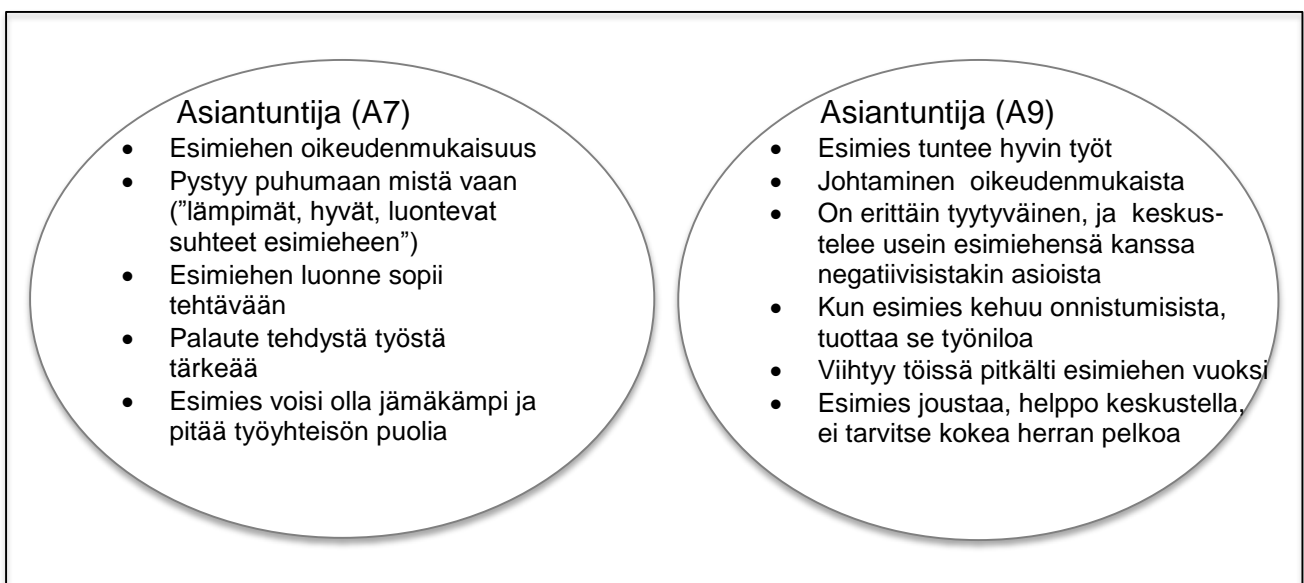 Asiantuntija (A7)
• Esimiehen oikeudenmukaisuus
• Pystyy puhumaan mistä vaan
(”lämpimät, hyvät, luontevat
suhteet esimieheen”)
• Esimiehen luonne sopii
tehtävään
• Palaute tehdystä työstä
tärkeää
• Esimies voisi olla jämäkämpi ja
pitää työyhteisön puolia
Asiantuntija (A9)
• Esimies tuntee hyvin työt
• Johtaminen oikeudenmukaista
• On erittäin tyytyväinen, ja keskus-
telee usein esimiehensä kanssa
negatiivisistakin asioista
• Kun esimies kehuu onnistumisista,
tuottaa se työniloa
• Viihtyy töissä pitkälti esimiehen vuoksi
• Esimies joustaa, helppo keskustella,
ei tarvitse kokea herran pelkoa